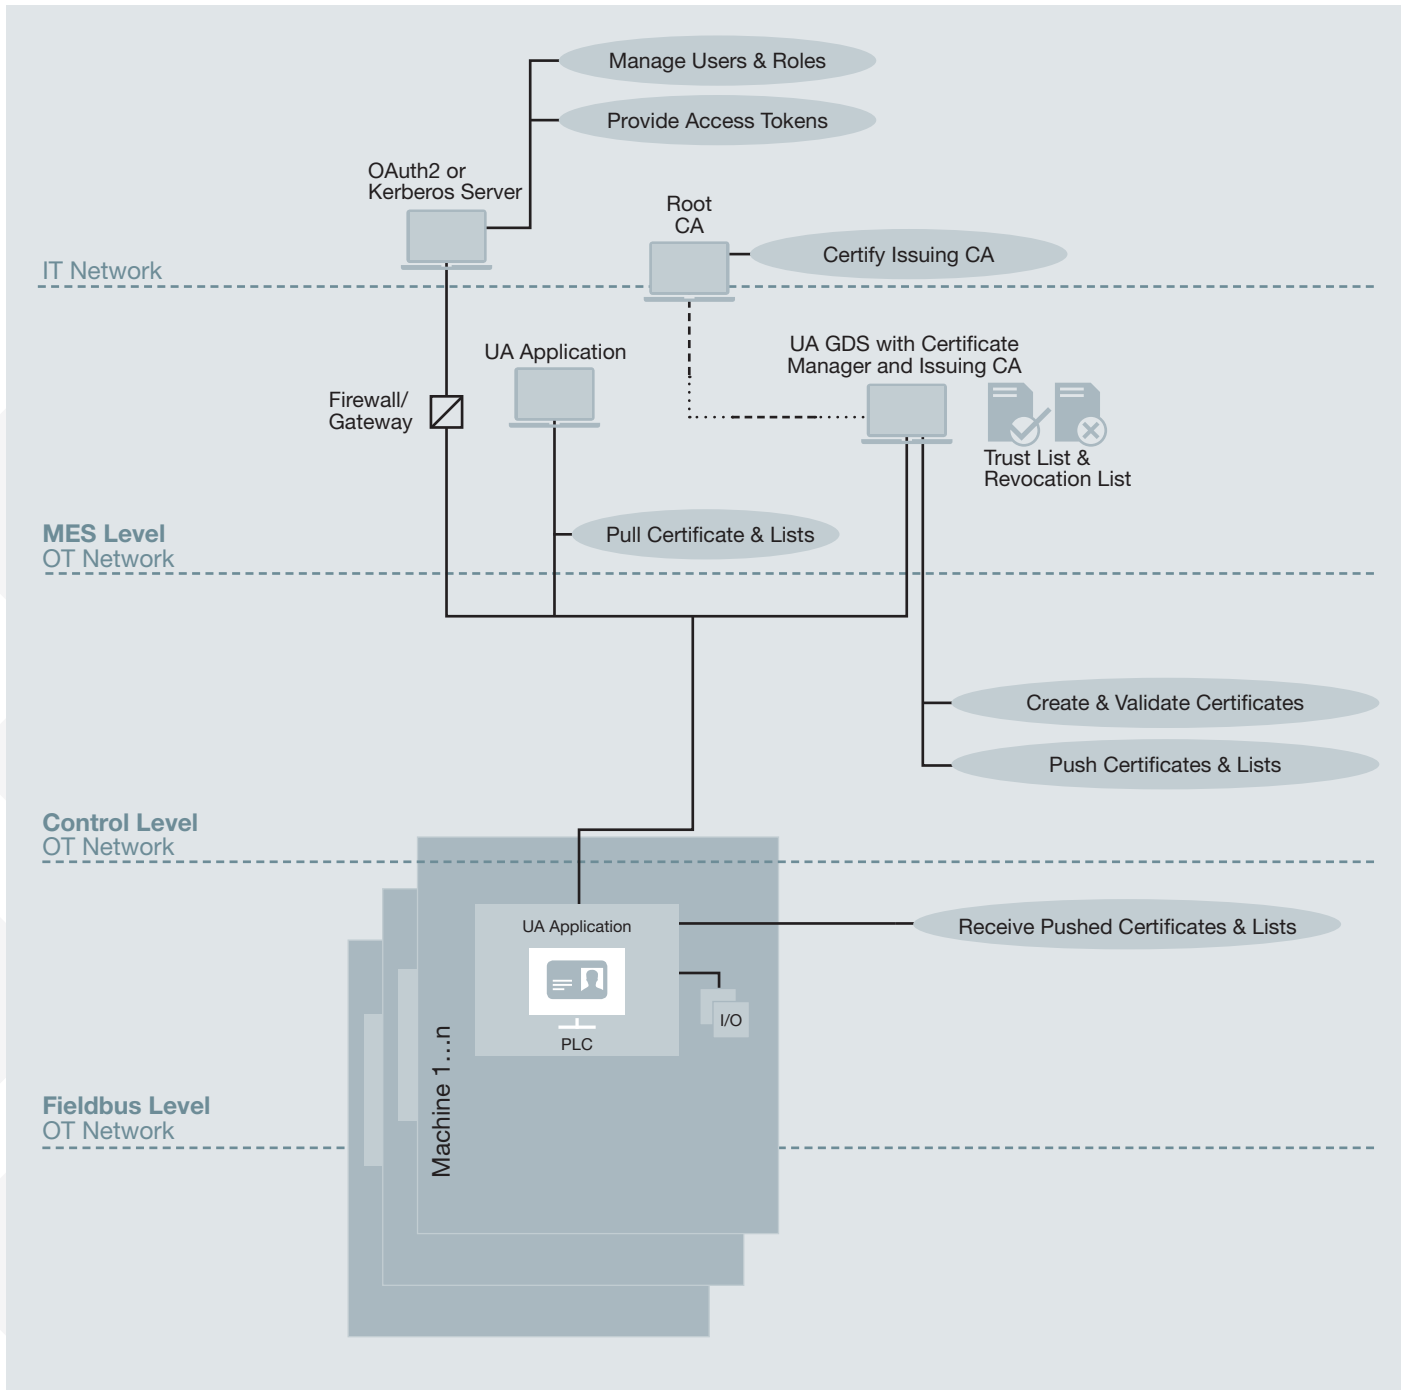 Manage Users & Roles
Provide Access Tokens
OAuth2 or
Kerberos Server
Root
CA
Certify Issuing CA
IT Network
UA Application
UA GDS with Certificate
Manager and Issuing CA
Firewall/
Gateway
Trust List &
Revocation List
MES Level
OT Network
Pull Certificate & Lists
Create & Validate Certificates
Push Certificates & Lists
Control Level
OT Network
UA Application
Receive Pushed Certificates & Lists
I/O
PLC
Machine 1...n
Fieldbus Level
OT Network